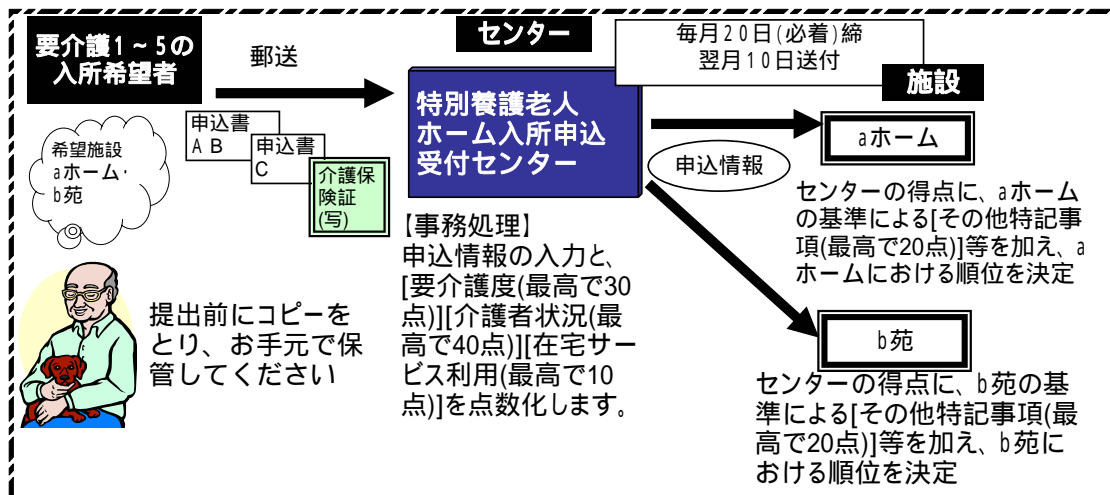 要介護1～5の
入所希望者
郵送
センター
毎月20日(必着)締
翌月10日送付
施設
希望施設
aホーム・
b苑
申込書
A B
申込書
C
介護保
険証
(写)
特別養護老人
ホーム入所申込
受付センター
申込情報
aホーム
センターの得点に、aホーム
の基準による[その他特記事
項(最高で20点)]等を加え、a
ホームにおける順位を決定
【事務処理】
申込情報の入力と、
[要介護度(最高で30
点)][介護者状況(最
高で40点)][在宅サー
ビス利用(最高で10
点)]を点数化します。
提出前にコピーを
とり、お手元で保
管してください
b苑
センターの得点に、b苑の基
準による[その他特記事項(最
高で20点)]等を加え、b苑に
おける順位を決定